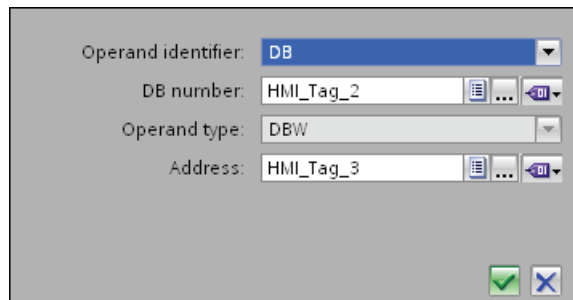 Operand identifier: DB
DB number: HMI_Tag_2 ...
Operand type: DBW
Address: HMI_Tag_3 ...